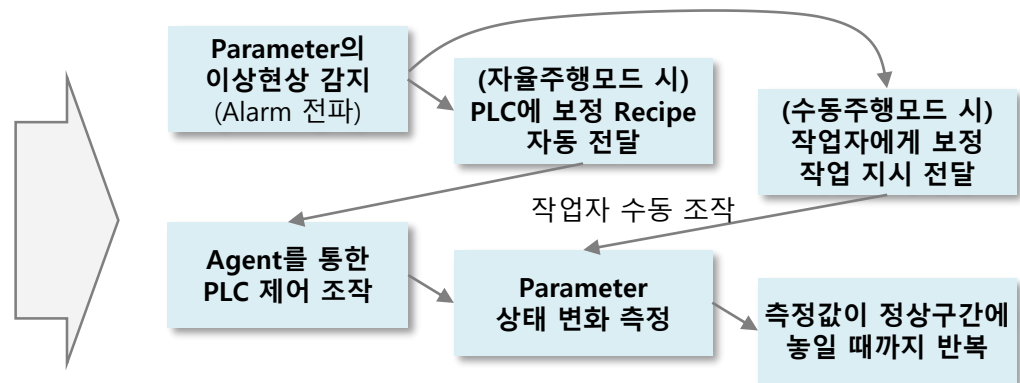 Parameter의
이상현상 감지
(Alarm 전파)
(자율주행모드 시)
PLC에 보정 Recipe
자동 전달
(수동주행모드 시)
작업자에게 보정
작업 지시 전달
작업자 수동 조작
Agent를 통한
PLC 제어 조작
Parameter
상태 변화 측정
측정값이 정상구간에
놓일 때까지 반복